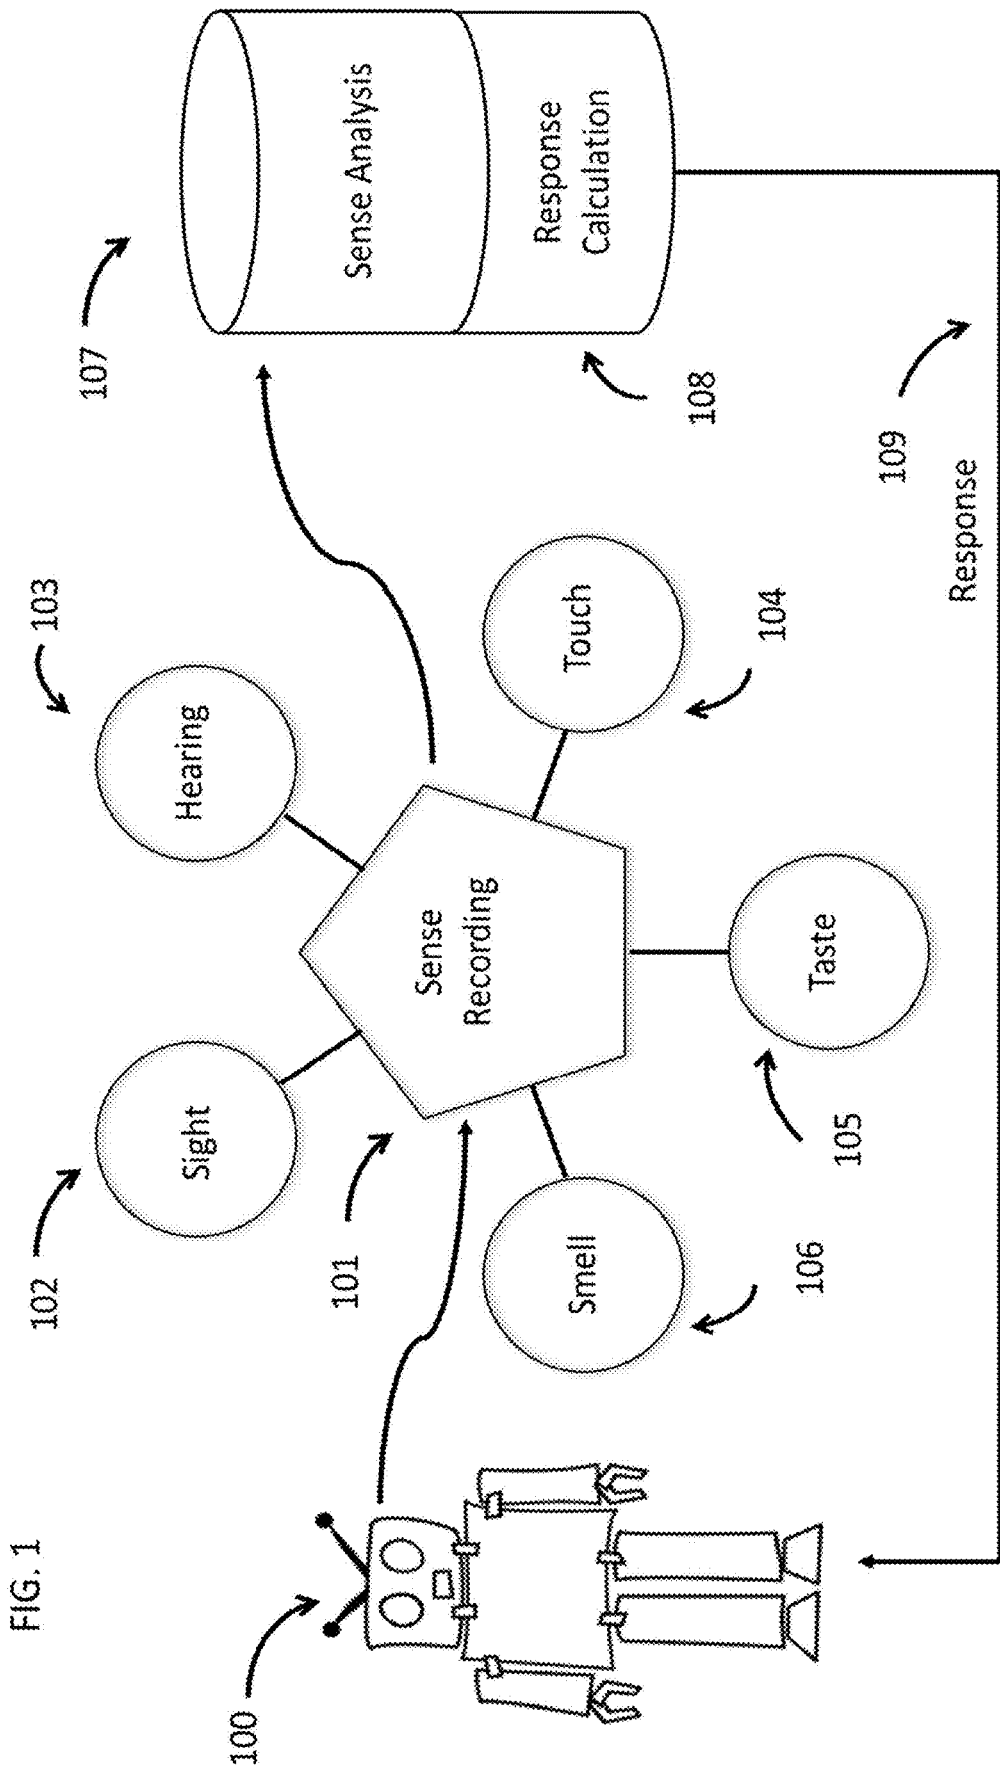 FIG. 1
100
101
102
Sight
103
Hearing
Sense
Recording
104
Touch
105
Taste
106
Smell
107
Sense Analysis
Response
Calculation
108
109
Response